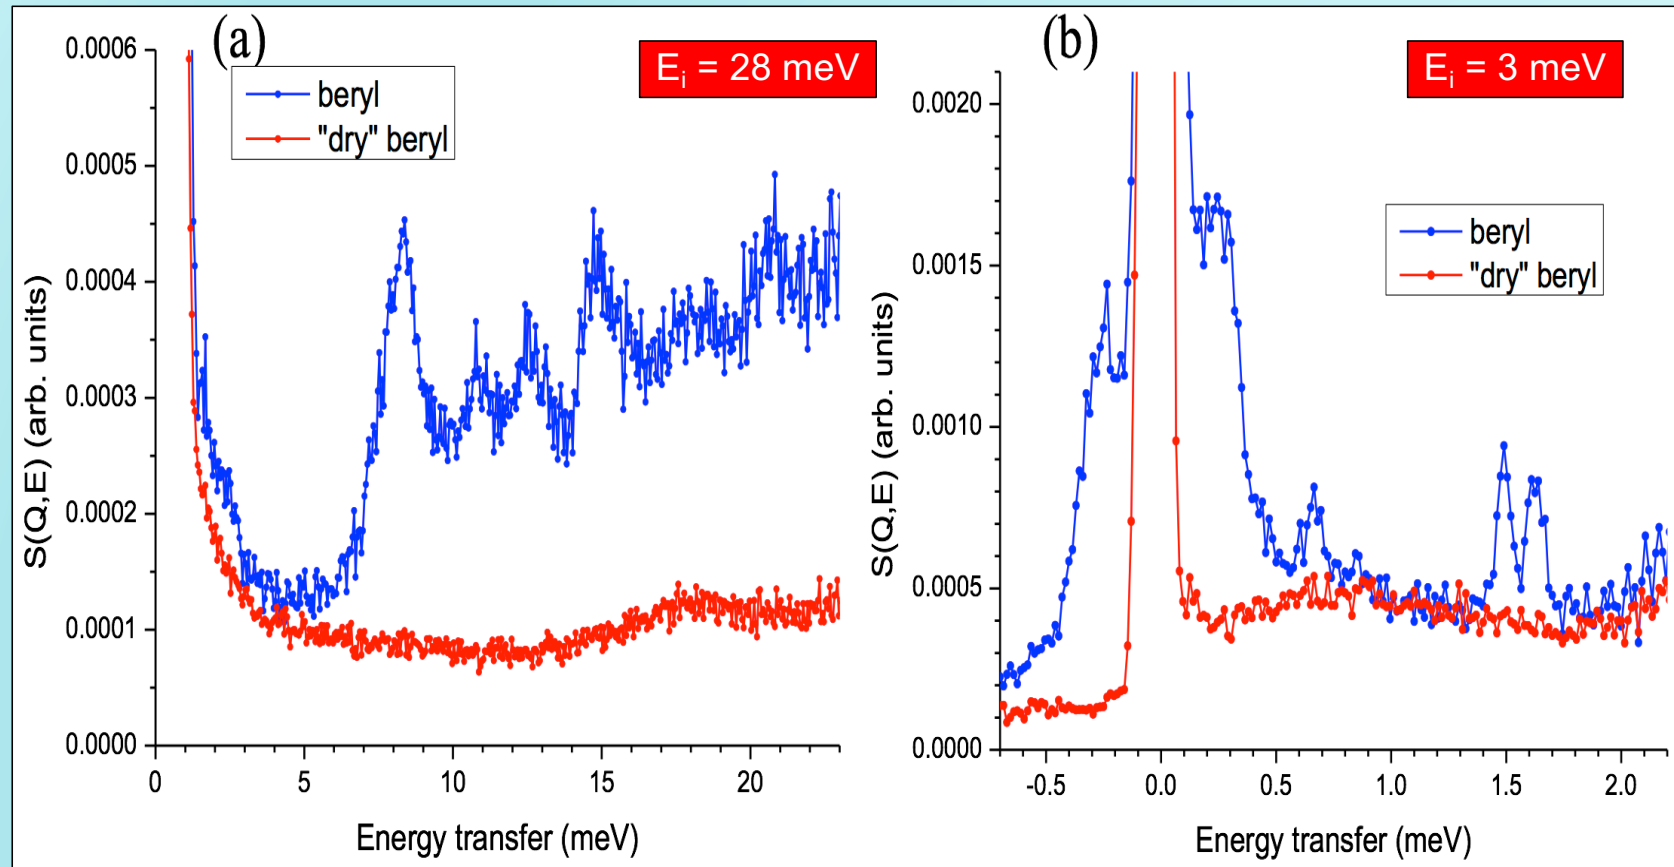 (a)
E_i = 28 meV
beryl
"dry" beryl
0.0006
0.0005
0.0004
0.0003
0.0002
0.0001
0.0000
S(Q,E) (arb. units)
0 5 10 15 20
Energy transfer (meV)
(b)
E_i = 3 meV
beryl
"dry" beryl
0.0020
0.0015
0.0010
0.0005
0.0000
S(Q,E) (arb. units)
-0.5 0.0 0.5 1.0 1.5 2.0
Energy transfer (meV)